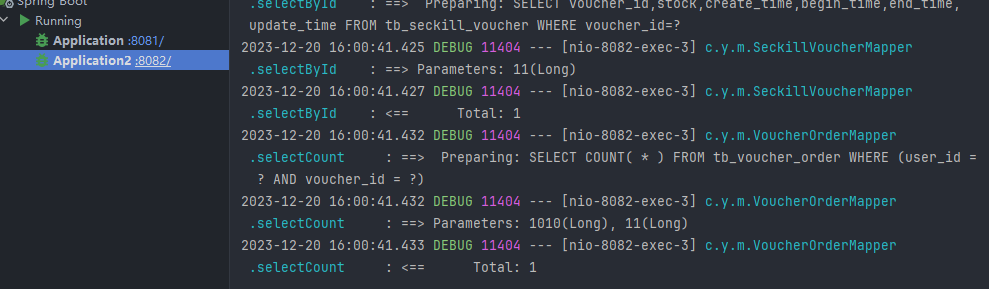 Spring Boot
Running
Application :8081/
Application2 :8082/
.selectById : ==> Preparing: SELECT voucher_id,stock,create_time,begin_time,end_time,
update_time FROM tb_seckill_voucher WHERE voucher_id=?
2023-12-20 16:00:41.425 DEBUG 11404 --- [nio-8082-exec-3] c.y.m.SeckillVoucherMapper
.selectById : ==> Parameters: 11(Long)
2023-12-20 16:00:41.427 DEBUG 11404 --- [nio-8082-exec-3] c.y.m.SeckillVoucherMapper
.selectById : <== Total: 1
2023-12-20 16:00:41.432 DEBUG 11404 --- [nio-8082-exec-3] c.y.m.VoucherOrderMapper
.selectCount : ==> Preparing: SELECT COUNT( * ) FROM tb_voucher_order WHERE (user_id =
? AND voucher_id = ?)
2023-12-20 16:00:41.432 DEBUG 11404 --- [nio-8082-exec-3] c.y.m.VoucherOrderMapper
.selectCount : ==> Parameters: 1010(Long), 11(Long)
2023-12-20 16:00:41.433 DEBUG 11404 --- [nio-8082-exec-3] c.y.m.VoucherOrderMapper
.selectCount : <== Total: 1